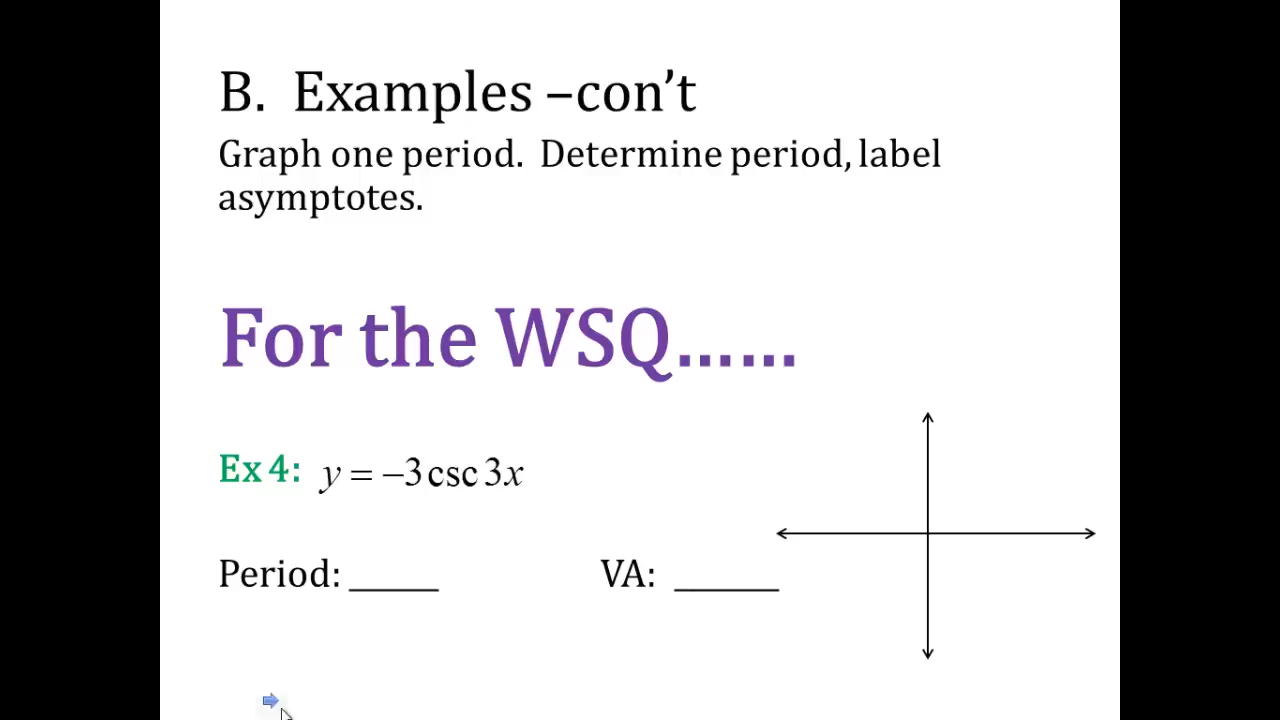 B. Examples –con’t
Graph one period. Determine period, label
asymptotes.
For the WSQ……
Ex 4: y = −3 csc 3x
Period: _____ VA: ______